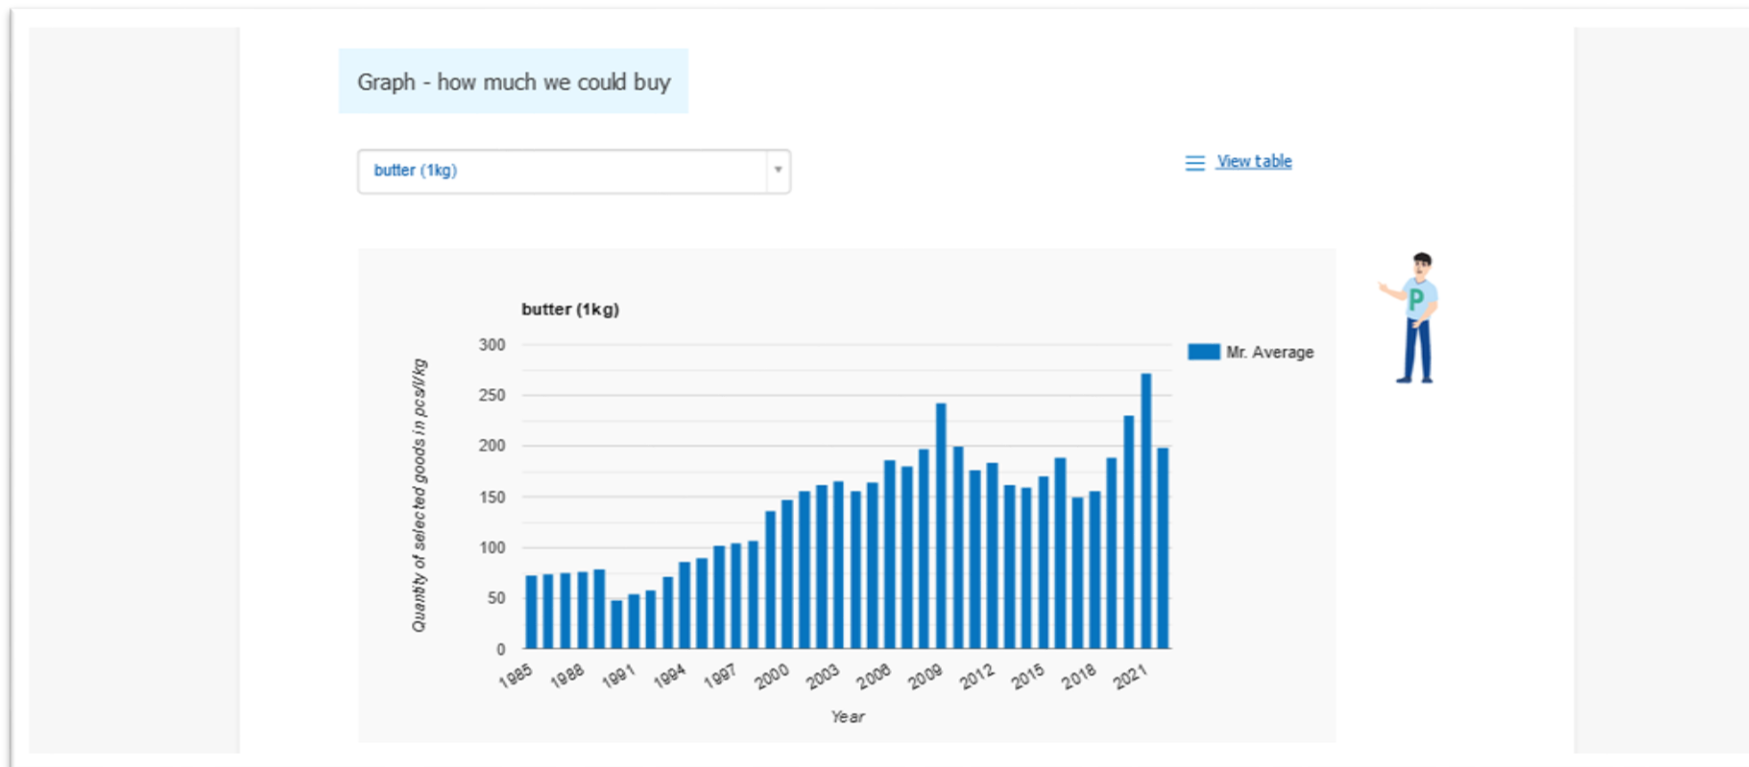 Graph - how much we could buy
butter (1kg)
View table
P
butter (1kg)
Mr. Average
Quantity of selected goods in pcs/l/kg
300
250
200
150
100
50
0
1985 1988 1991 1994 1997 2000 2003 2006 2009 2012 2015 2018 2021
Year